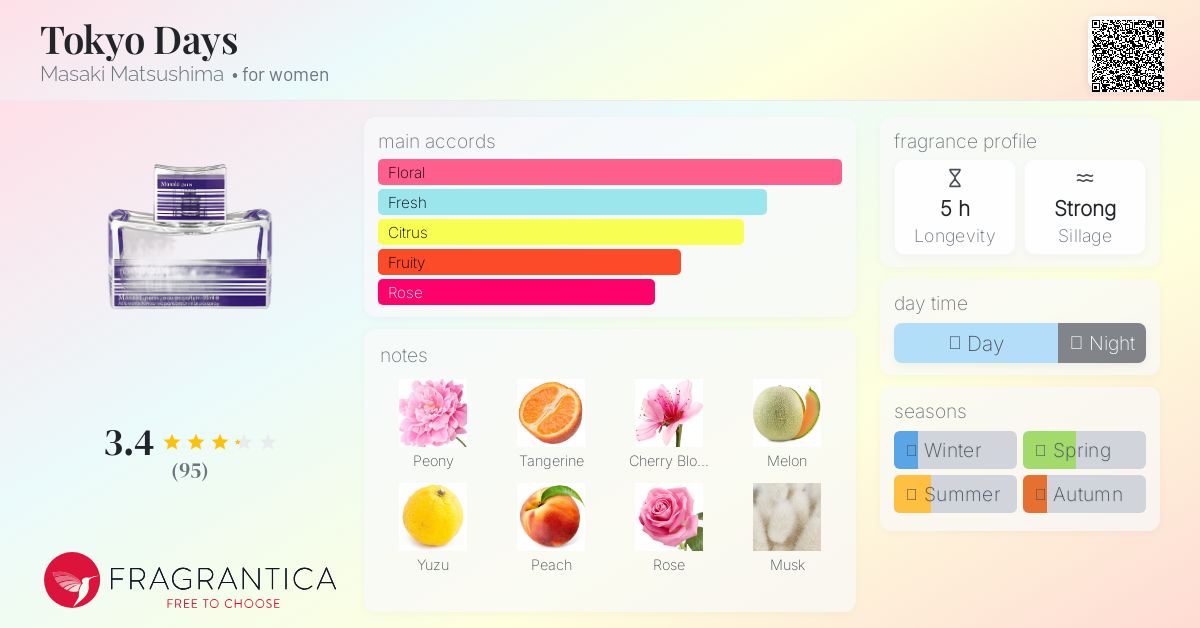 Tokyo Days
Masaki Matsushima • for women
main accords
Floral
Fresh
Citrus
Fruity
Rose
notes
Peony
Tangerine
Cherry Blo...
Melon
Yuzu
Peach
Rose
Musk
fragrance profile
5 h
Longevity
Strong
Sillage
day time
Day
Night
seasons
Winter
Spring
Summer
Autumn
3.4
(95)
FRAGRANTICA
FREE TO CHOOSE